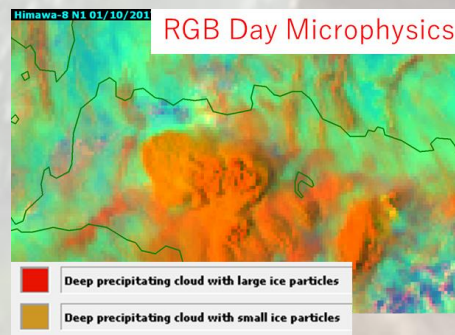 Himawa-8 N1 01/10/201
RGB Day Microphysics
Deep precipitating cloud with large ice particles
Deep precipitating cloud with small ice particles